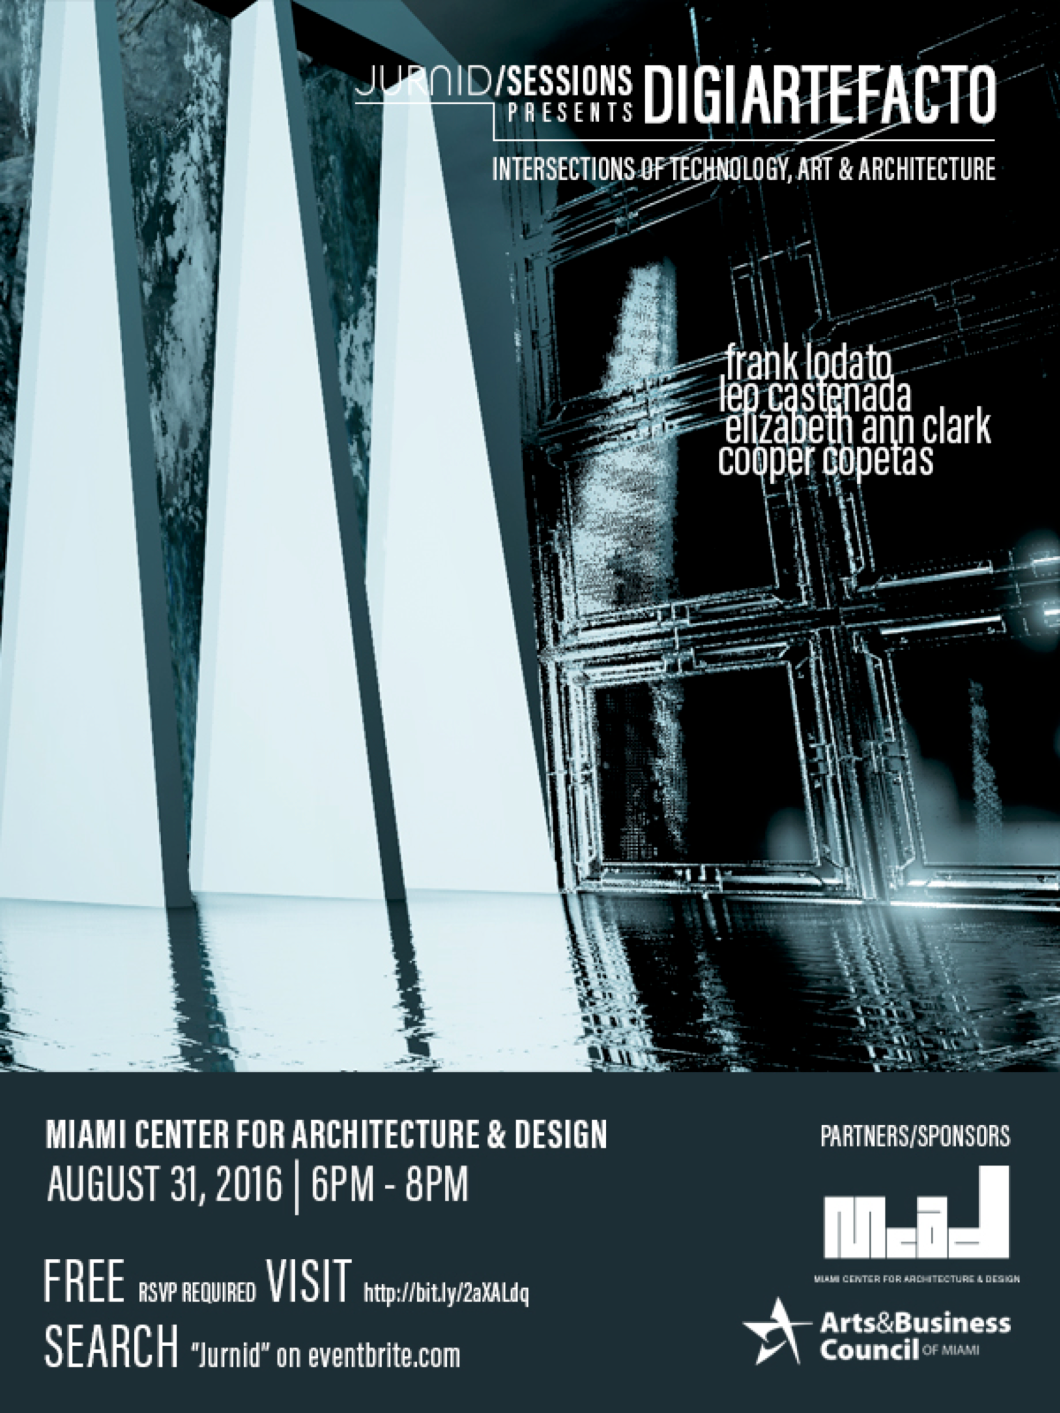 JURNID/SESSIONS
PRESENTS
DIGIARTEFACTO
INTERSECTIONS OF TECHNOLOGY, ART & ARCHITECTURE
frank lodato
leo castenada
elizabeth ann clark
cooper copetas
MIAMI CENTER FOR ARCHITECTURE & DESIGN
AUGUST 31, 2016 | 6PM - 8PM
FREE RSVP REQUIRED VISIT http://bit.ly/2aXALdq
SEARCH "Jurnid" on eventbrite.com
PARTNERS/SPONSORS
mcad
MIAMI CENTER FOR ARCHITECTURE & DESIGN
Arts&Business
Council OF MIAMI